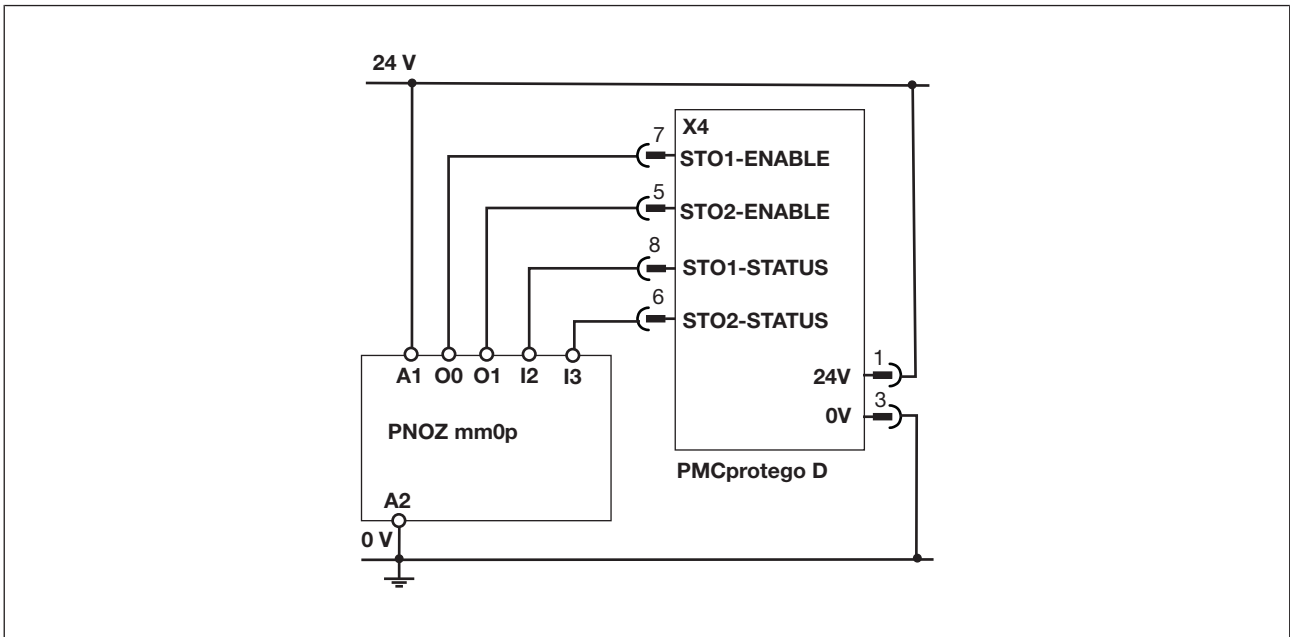 24 V
X4
7
STO1-ENABLE
5
STO2-ENABLE
8
STO1-STATUS
6
STO2-STATUS
A1 O0 O1 I2 I3
1
24V
3
0V
PNOZ mm0p
PMCprotego D
A2
0 V